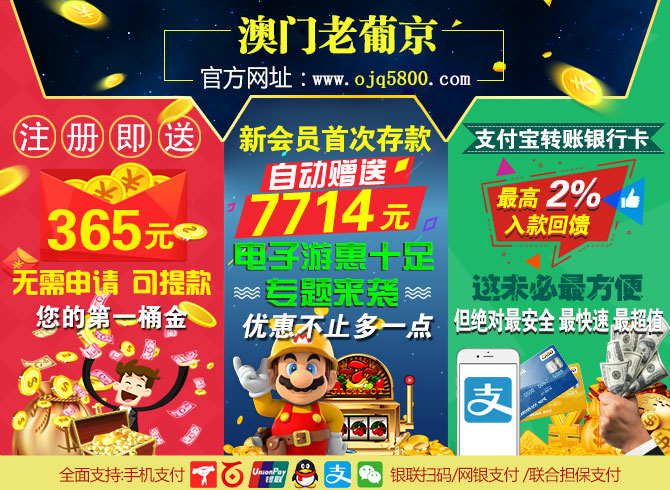 澳门老葡京
官方网址：www.ojq5800.com
注册即送
365元
无需申请 可提款
您的第一桶金
新会员首次存款
自动赠送
7714元
电子游惠十足
专题来袭
优惠不止多一点
JACKPOT
支付宝转账银行卡
最高 2%
入款回馈
这未必最方便
但绝对最安全 最快速 最超值
支
全面支持:手机支付
UnionPay
银联
支
银联扫码/网银支付 /联合担保支付